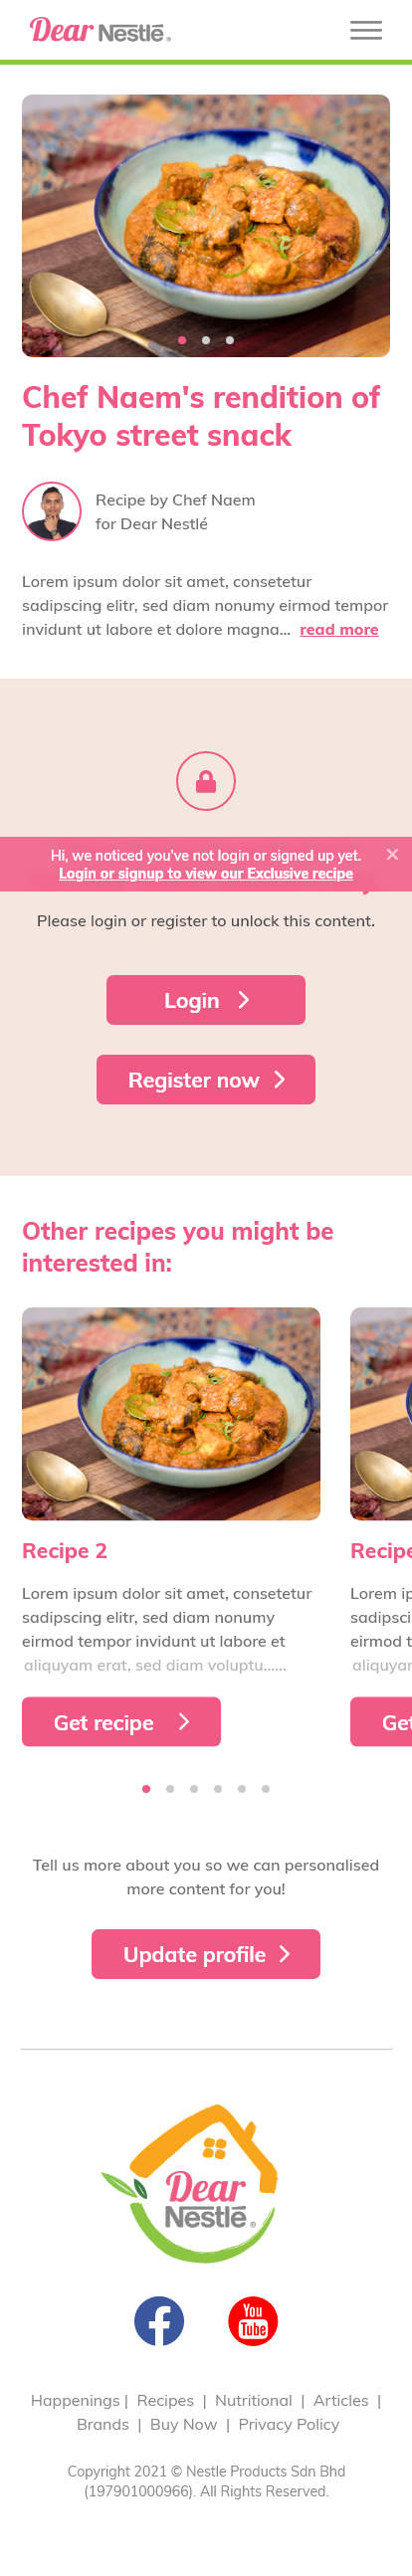 Dear Nestlé®
Chef Naem's rendition of
Tokyo street snack
Recipe by Chef Naem
for Dear Nestlé
Lorem ipsum dolor sit amet, consetetur
sadipscing elitr, sed diam nonumy eirmod tempor
invidunt ut labore et dolore magna... read more
Hi, we noticed you've not login or signed up yet.
Login or signup to view our Exclusive recipe
Please login or register to unlock this content.
Login
Register now
Other recipes you might be
interested in:
Recipe 2
Lorem ipsum dolor sit amet, consetetur
sadipscing elitr, sed diam nonumy
eirmod tempor invidunt ut labore et
aliquyam erat, sed diam voluptu......
Get recipe
Recipe
Lorem ip
sadipsci
eirmod t
aliquyar
Get
Tell us more about you so we can personalised
more content for you!
Update profile
Dear
Nestlé®
You
Tube
Happenings | Recipes | Nutritional | Articles |
Brands | Buy Now | Privacy Policy
Copyright 2021 © Nestle Products Sdn Bhd
(197901000966). All Rights Reserved.